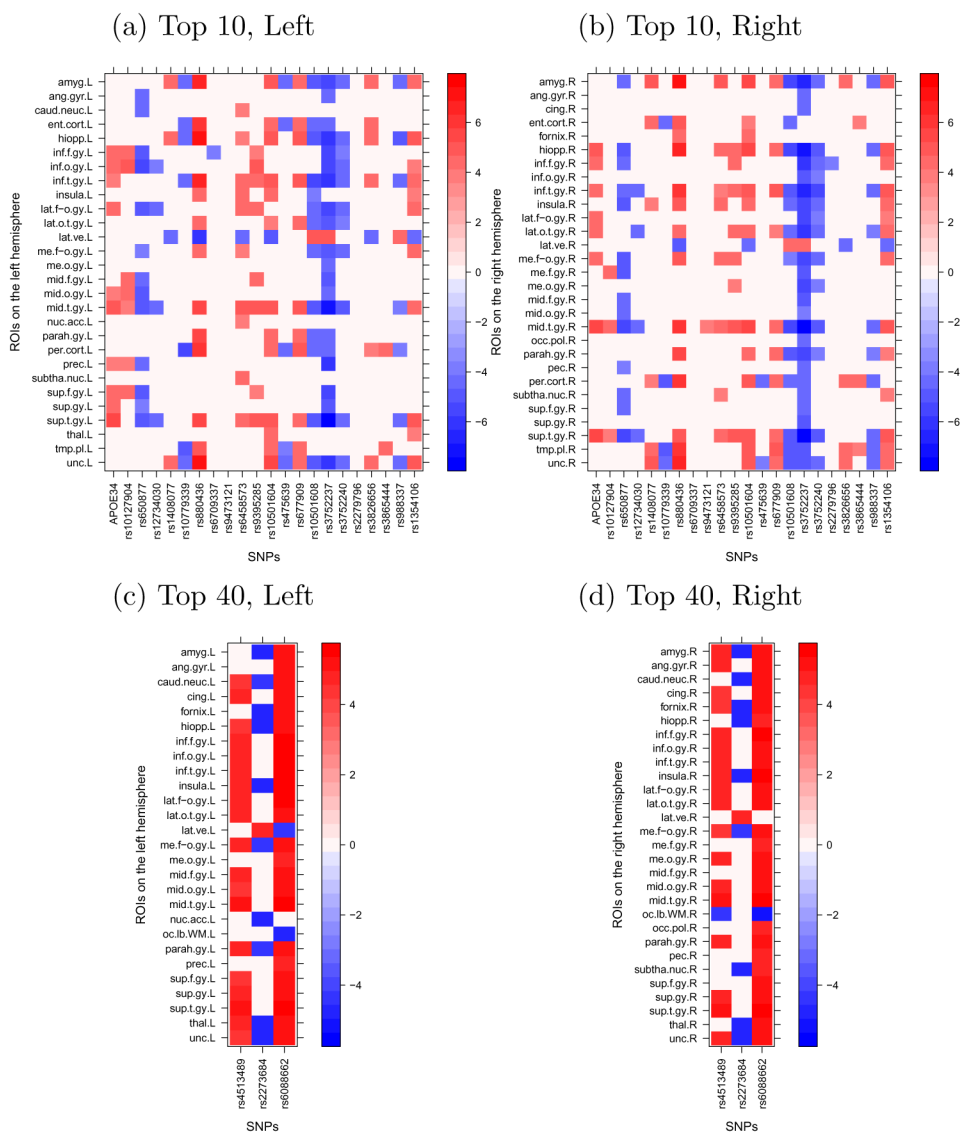 (a) Top 10, Left
amyg.L
ang.gyr.L
caud.neuc.L
ent.cort.L
hiopp.L
inf.f.gy.L
inf.o.gy.L
inf.t.gy.L
insula.L
lat.f−o.gy.L
lat.o.t.gy.L
lat.ve.L
me.f−o.gy.L
me.o.gy.L
mid.f.gy.L
mid.o.gy.L
mid.t.gy.L
nuc.acc.L
parah.gy.L
per.cort.L
prec.L
subtha.nuc.L
sup.f.gy.L
sup.gy.L
sup.t.gy.L
thal.L
tmp.pl.L
unc.L
ROIs on the left hemisphere
APOE34
rs10127904
rs650877
rs12734030
rs1408077
rs10779339
rs880436
rs6709337
rs9473121
rs6458573
rs9395285
rs10501604
rs475639
rs677909
rs10501608
rs3752237
rs3752240
rs2279796
rs3826656
rs3865444
rs988337
rs1354106
SNPs
6
4
2
0
−2
−4
−6
(b) Top 10, Right
amyg.R
ang.gyr.R
cing.R
ent.cort.R
fornix.R
hiopp.R
inf.f.gy.R
inf.o.gy.R
inf.t.gy.R
insula.R
lat.f−o.gy.R
lat.o.t.gy.R
lat.ve.R
me.f−o.gy.R
me.f.gy.R
me.o.gy.R
mid.f.gy.R
mid.o.gy.R
mid.t.gy.R
occ.pol.R
parah.gy.R
pec.R
per.cort.R
subtha.nuc.R
sup.f.gy.R
sup.gy.R
sup.t.gy.R
tmp.pl.R
unc.R
ROIs on the right hemisphere
APOE34
rs10127904
rs650877
rs12734030
rs1408077
rs10779339
rs880436
rs6709337
rs9473121
rs6458573
rs9395285
rs10501604
rs475639
rs677909
rs10501608
rs3752237
rs3752240
rs2279796
rs3826656
rs3865444
rs988337
rs1354106
SNPs
6
4
2
0
−2
−4
−6
(c) Top 40, Left
amyg.L
ang.gyr.L
caud.neuc.L
cing.L
fornix.L
hiopp.L
inf.f.gy.L
inf.o.gy.L
inf.t.gy.L
insula.L
lat.f−o.gy.L
lat.o.t.gy.L
lat.ve.L
me.f−o.gy.L
me.o.gy.L
mid.f.gy.L
mid.o.gy.L
mid.t.gy.L
nuc.acc.L
oc.lb.WM.L
parah.gy.L
prec.L
sup.f.gy.L
sup.gy.L
sup.t.gy.L
thal.L
unc.L
ROIs on the left hemisphere
rs4513489
rs2273684
rs6088662
SNPs
4
2
0
−2
−4
(d) Top 40, Right
amyg.R
ang.gyr.R
caud.neuc.R
cing.R
fornix.R
hiopp.R
inf.f.gy.R
inf.o.gy.R
inf.t.gy.R
insula.R
lat.f−o.gy.R
lat.o.t.gy.R
lat.ve.R
me.f−o.gy.R
me.f.gy.R
me.o.gy.R
mid.f.gy.R
mid.o.gy.R
mid.t.gy.R
oc.lb.WM.R
occ.pol.R
parah.gy.R
pec.R
subtha.nuc.R
sup.f.gy.R
sup.gy.R
sup.t.gy.R
thal.R
unc.R
ROIs on the right hemisphere
rs4513489
rs2273684
rs6088662
SNPs
4
2
0
−2
−4